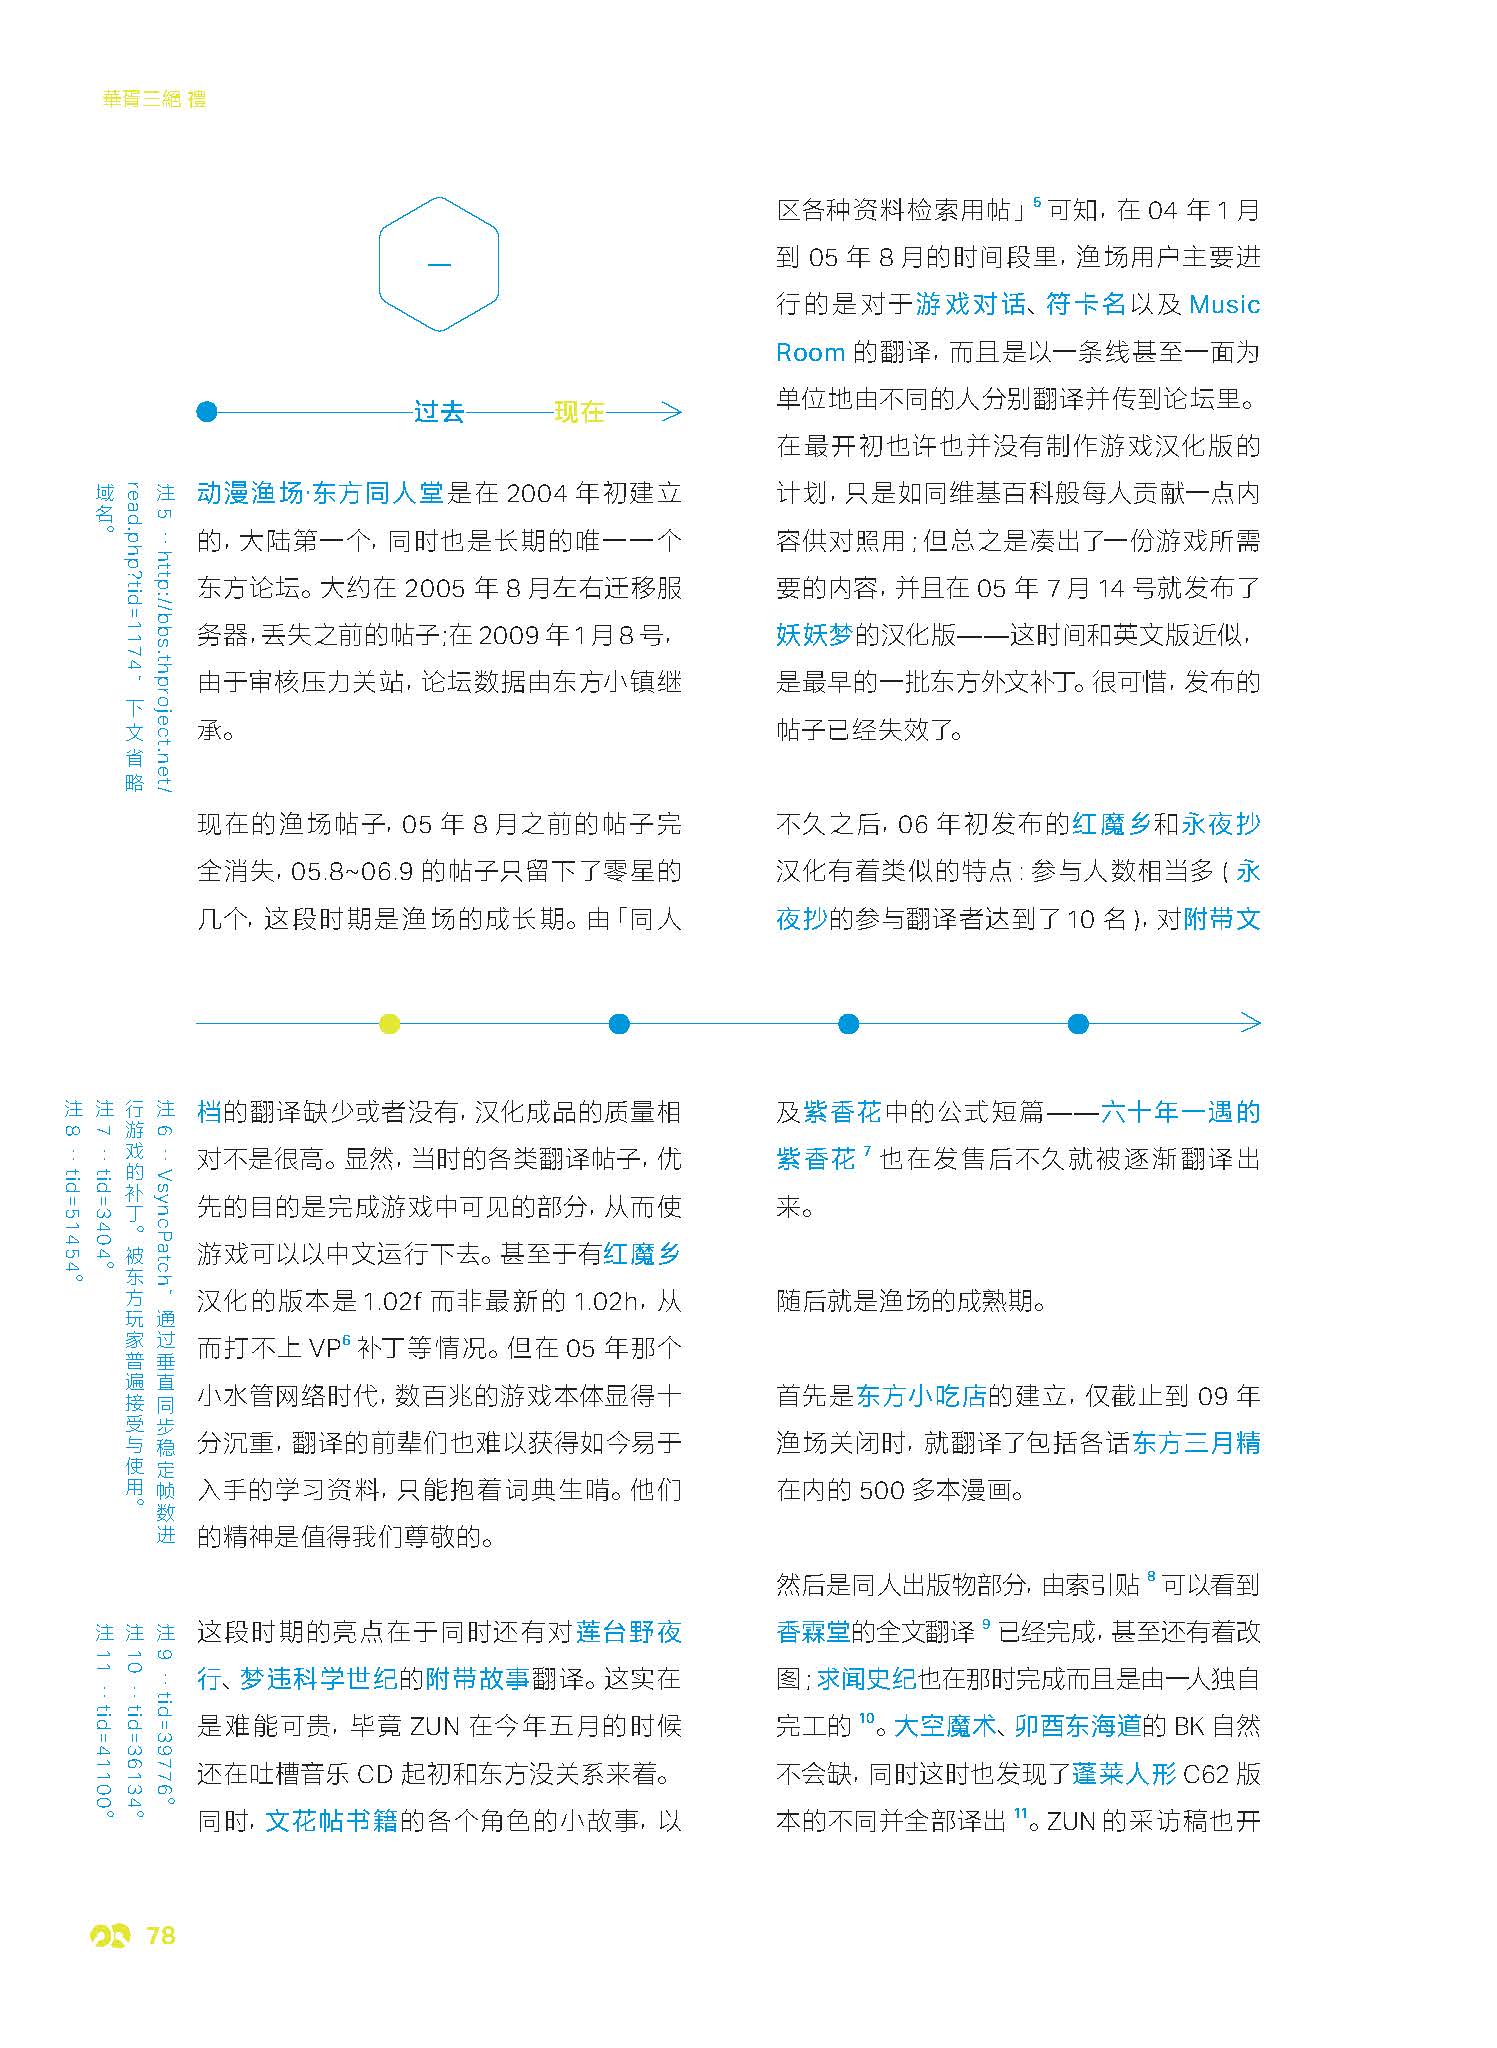 華胥三絕 禮
一
过去 现在
动漫渔场·东方同人堂是在 2004 年初建立
的，大陆第一个，同时也是长期的唯一一个
东方论坛。大约在 2005 年 8 月左右迁移服
务器，丢失之前的帖子;在2009年1月8号，
由于审核压力关站，论坛数据由东方小镇继
承。
现在的渔场帖子，05 年 8 月之前的帖子完
全消失，05.8~06.9 的帖子只留下了零星的
几个，这段时期是渔场的成长期。由「同人
区各种资料检索用帖」5 可知，在 04 年 1 月
到 05 年 8 月的时间段里，渔场用户主要进
行的是对于游戏对话、符卡名以及 Music
Room 的翻译，而且是以一条线甚至一面为
单位地由不同的人分别翻译并传到论坛里。
在最开初也许也并没有制作游戏汉化版的
计划，只是如同维基百科般每人贡献一点内
容供对照用；但总之是凑出了一份游戏所需
要的内容，并且在 05 年 7 月 14 号就发布了
妖妖梦的汉化版——这时间和英文版近似，
是最早的一批东方外文补丁。很可惜，发布的
帖子已经失效了。
不久之后，06 年初发布的红魔乡和永夜抄
汉化有着类似的特点：参与人数相当多 ( 永
夜抄的参与翻译者达到了 10 名 )，对附带文
注 5 ：http://bbs.thproject.net/
read.php?tid=1174，下文省略
域名。
档的翻译缺少或者没有，汉化成品的质量相
对不是很高。显然，当时的各类翻译帖子，优
先的目的是完成游戏中可见的部分，从而使
游戏可以以中文运行下去。甚至于有红魔乡
汉化的版本是 1.02f 而非最新的 1.02h，从
而打不上 VP6 补丁等情况。但在 05 年那个
小水管网络时代，数百兆的游戏本体显得十
分沉重，翻译的前辈们也难以获得如今易于
入手的学习资料，只能抱着词典生啃。他们
的精神是值得我们尊敬的。
这段时期的亮点在于同时还有对莲台野夜
行、梦违科学世纪的附带故事翻译。这实在
是难能可贵，毕竟 ZUN 在今年五月的时候
还在吐槽音乐 CD 起初和东方没关系来着。
同时，文花帖书籍的各个角色的小故事，以
及紫香花中的公式短篇——六十年一遇的
紫香花 7 也在发售后不久就被逐渐翻译出
来。
随后就是渔场的成熟期。
首先是东方小吃店的建立，仅截止到 09 年
渔场关闭时，就翻译了包括各话东方三月精
在内的 500 多本漫画。
然后是同人出版物部分，由索引贴 8 可以看到
香霖堂的全文翻译 9 已经完成，甚至还有着改
图；求闻史纪也在那时完成而且是由一人独自
完工的 10。大空魔术、卯酉东海道的 BK 自然
不会缺，同时这时也发现了蓬莱人形 C62 版
本的不同并全部译出 11。ZUN 的采访稿也开
注 6 ：VsyncPatch，通过垂直同步稳定帧数进
行游戏的补丁。被东方玩家普遍接受与使用。
注 7 ：tid=3404。
注 8 ：tid=51454。
注 9 ：tid=39776。
注 10 ：tid=36134。
注 11 ：tid=41100。
78